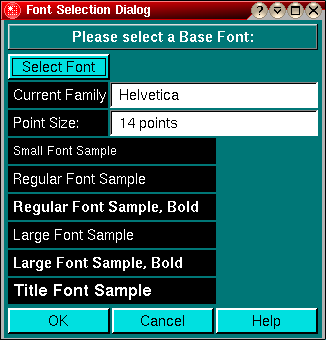 Font Selection Dialog
Please select a Base Font:
Select Font
Current Family Helvetica
Point Size: 14 points
Small Font Sample
Regular Font Sample
Regular Font Sample, Bold
Large Font Sample
Large Font Sample, Bold
Title Font Sample
OK Cancel Help